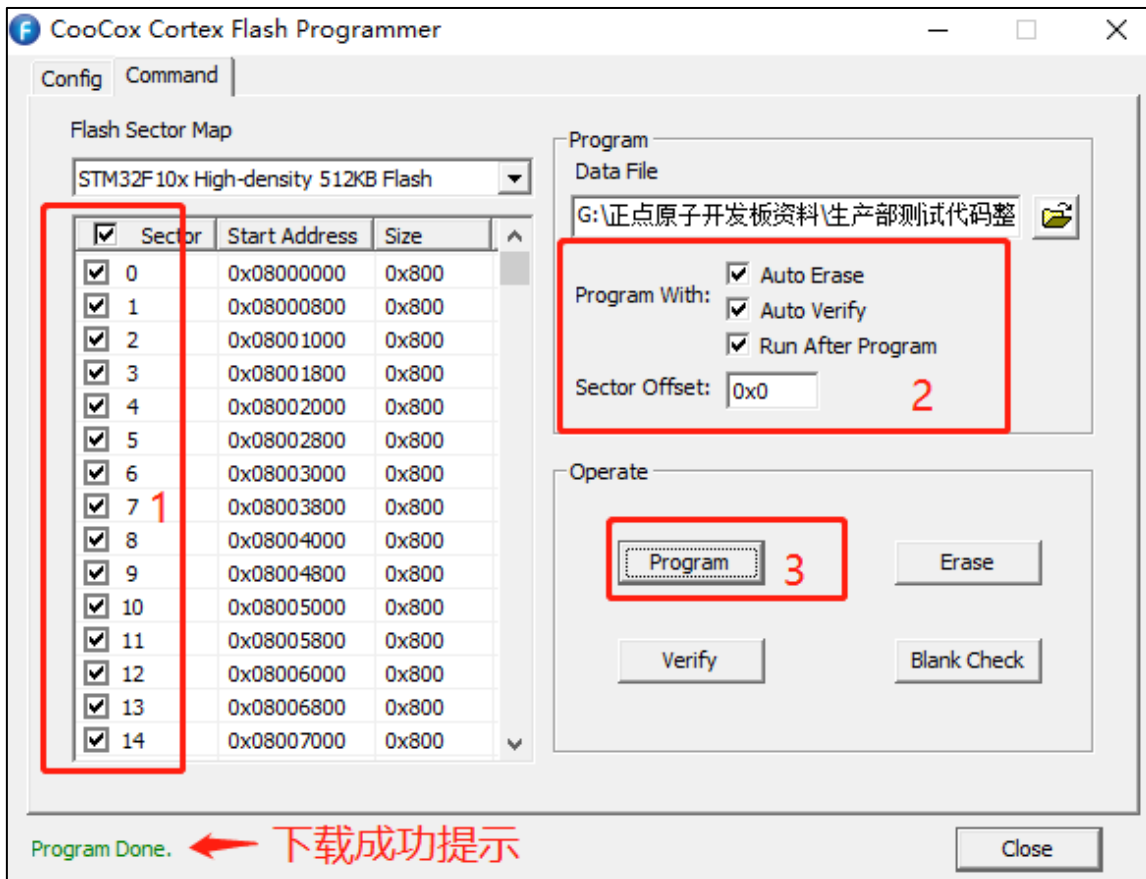 CooCox Cortex Flash Programmer
Config Command
Flash Sector Map
STM32F10x High-density 512KB Flash
Sector Start Address Size
0 0x08000000 0x800
1 0x08000800 0x800
2 0x08001000 0x800
3 0x08001800 0x800
4 0x08002000 0x800
5 0x08002800 0x800
6 0x08003000 0x800
7 0x08003800 0x800
8 0x08004000 0x800
9 0x08004800 0x800
10 0x08005000 0x800
11 0x08005800 0x800
12 0x08006000 0x800
13 0x08006800 0x800
14 0x08007000 0x800
1
Program
Data File
G:\正点原子开发板资料\生产部测试代码整
Program With:
Auto Erase
Auto Verify
Run After Program
Sector Offset: 0x0
2
Operate
Program 3 Erase
Verify Blank Check
Program Done. 下载成功提示
Close